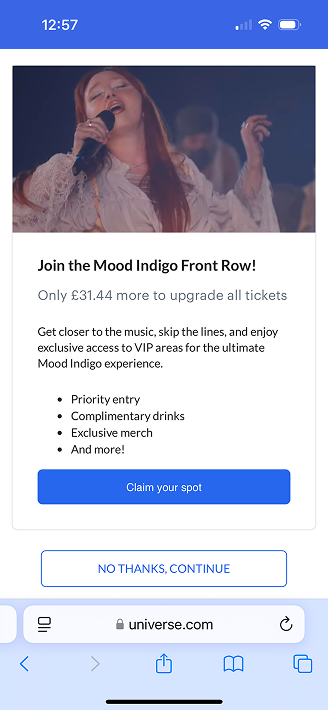 12:57
Join the Mood Indigo Front Row!
Only £31.44 more to upgrade all tickets
Get closer to the music, skip the lines, and enjoy
exclusive access to VIP areas for the ultimate
Mood Indigo experience.
• Priority entry
• Complimentary drinks
• Exclusive merch
• And more!
Claim your spot
NO THANKS, CONTINUE
universe.com